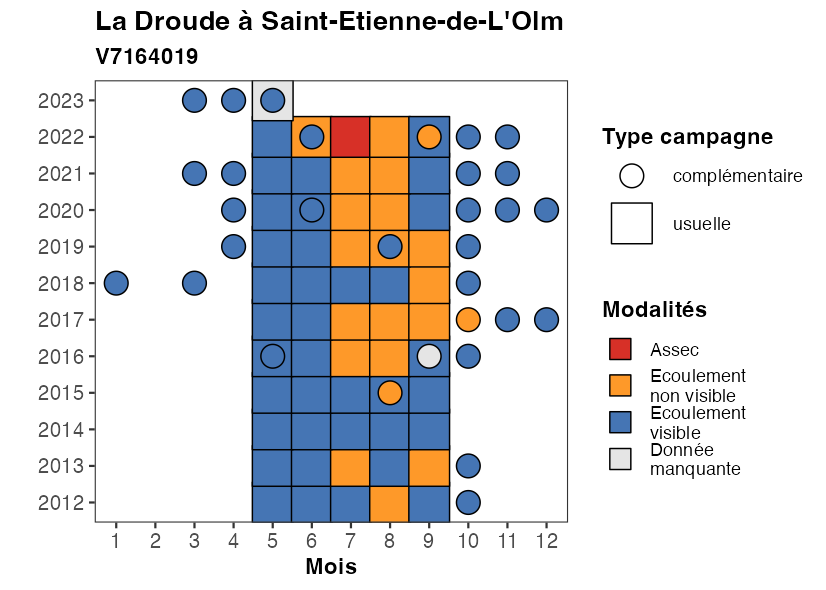 La Droude à Saint-Etienne-de-L'Olm
V7164019
2023
2022
2021
2020
2019
2018
2017
2016
2015
2014
2013
2012
1 2 3 4 5 6 7 8 9 10 11 12
Mois
Type campagne
complémentaire
usuelle
Modalités
Assec
Ecoulement
non visible
Ecoulement
visible
Donnée
manquante